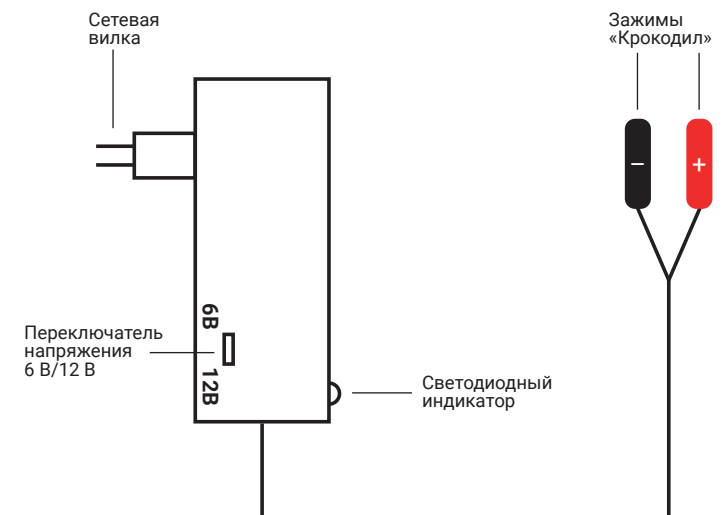 Сетевая
вилка
Зажимы
«Крокодил»
–
+
6В
Переключатель
напряжения
6 В/12 В
12В
Светодиодный
индикатор